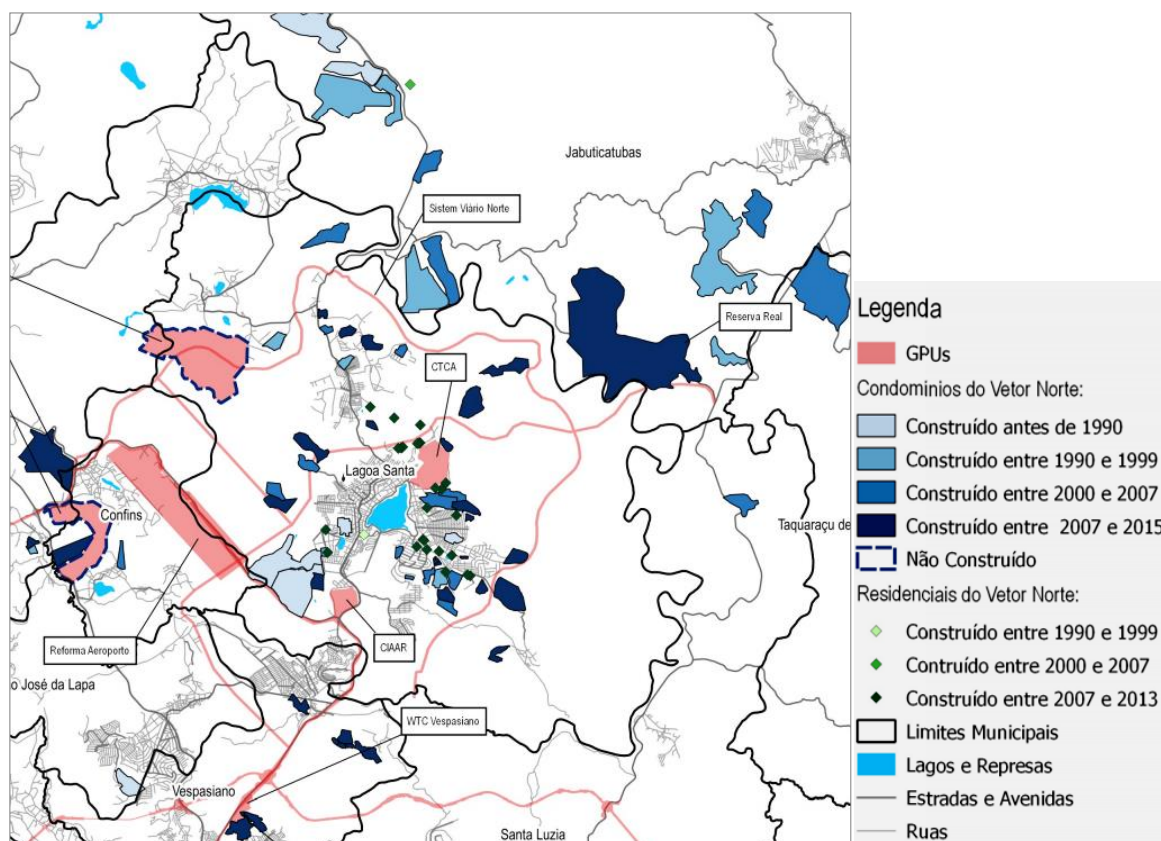 Jabuticatubas
Sistem Viário Norte
Reserva Real
CTCA
Lagoa Santa
Confins
Taquaraçu de
Reforma Aeroporto
CIAAR
o José da Lapa
WTC Vespasiano
Vespasiano
Santa Luzia
Legenda
GPUs
Condominios do Vetor Norte:
Construído antes de 1990
Construído entre 1990 e 1999
Construído entre 2000 e 2007
Construído entre 2007 e 2015
Não Construído
Residenciais do Vetor Norte:
Construído entre 1990 e 1999
Contruído entre 2000 e 2007
Construído entre 2007 e 2013
Limites Municipais
Lagos e Represas
Estradas e Avenidas
Ruas